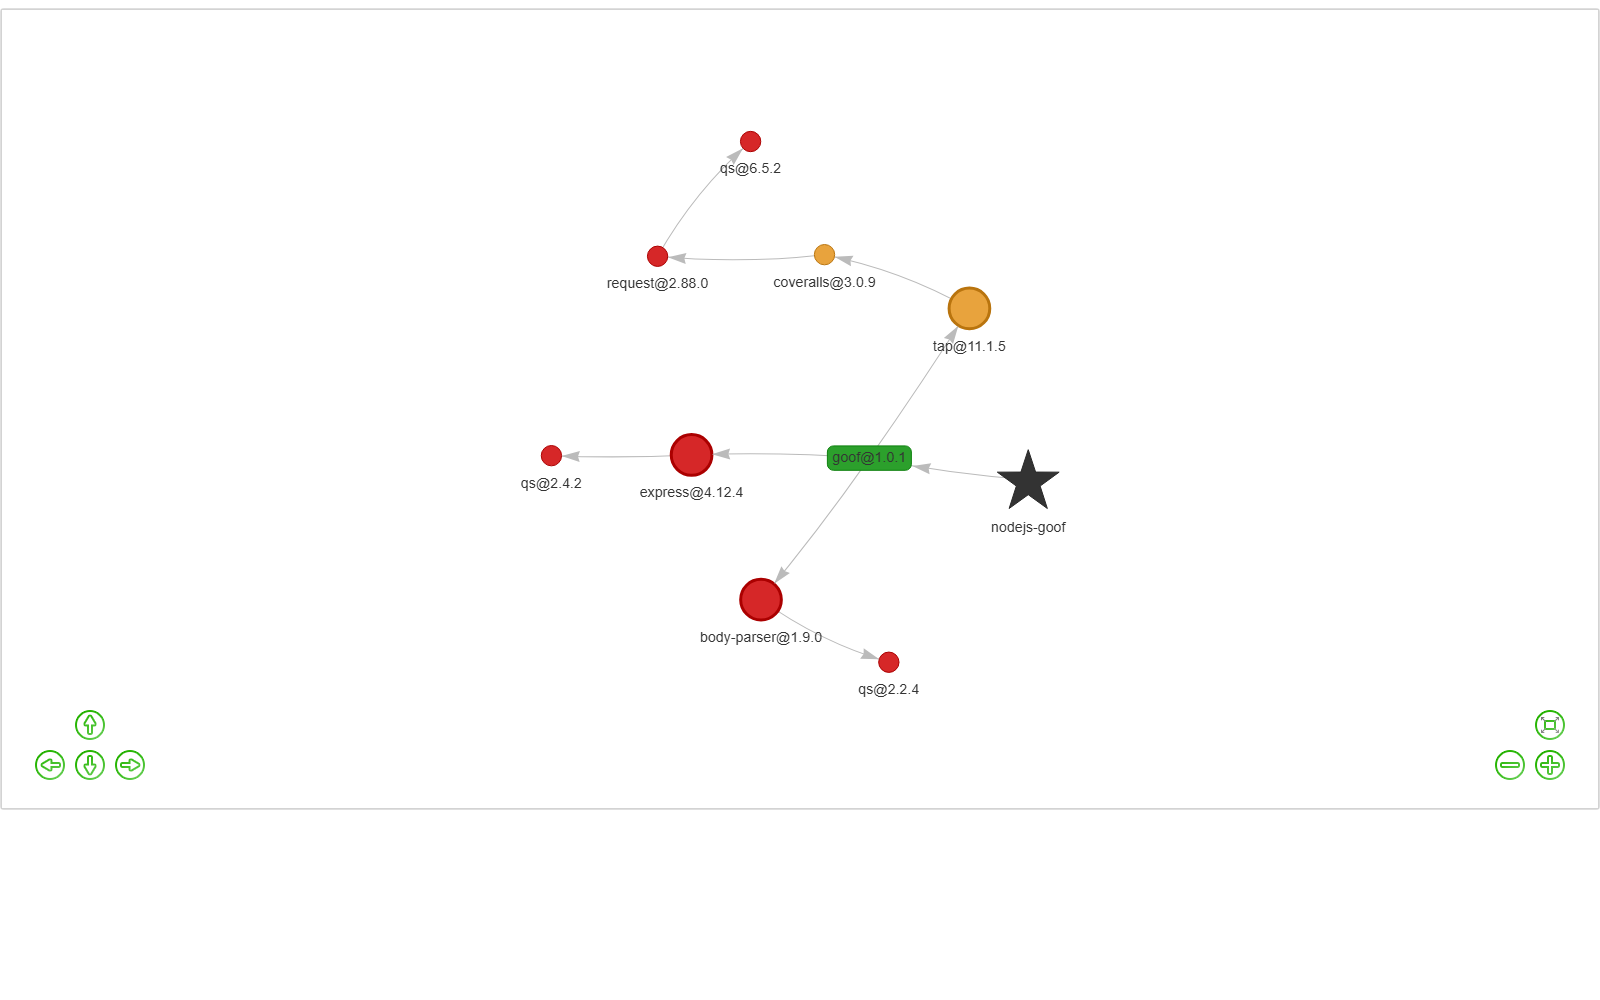 qs@6.5.2
request@2.88.0
coveralls@3.0.9
tap@11.1.5
goof@1.0.1
qs@2.4.2
express@4.12.4
nodejs-goof
body-parser@1.9.0
qs@2.2.4